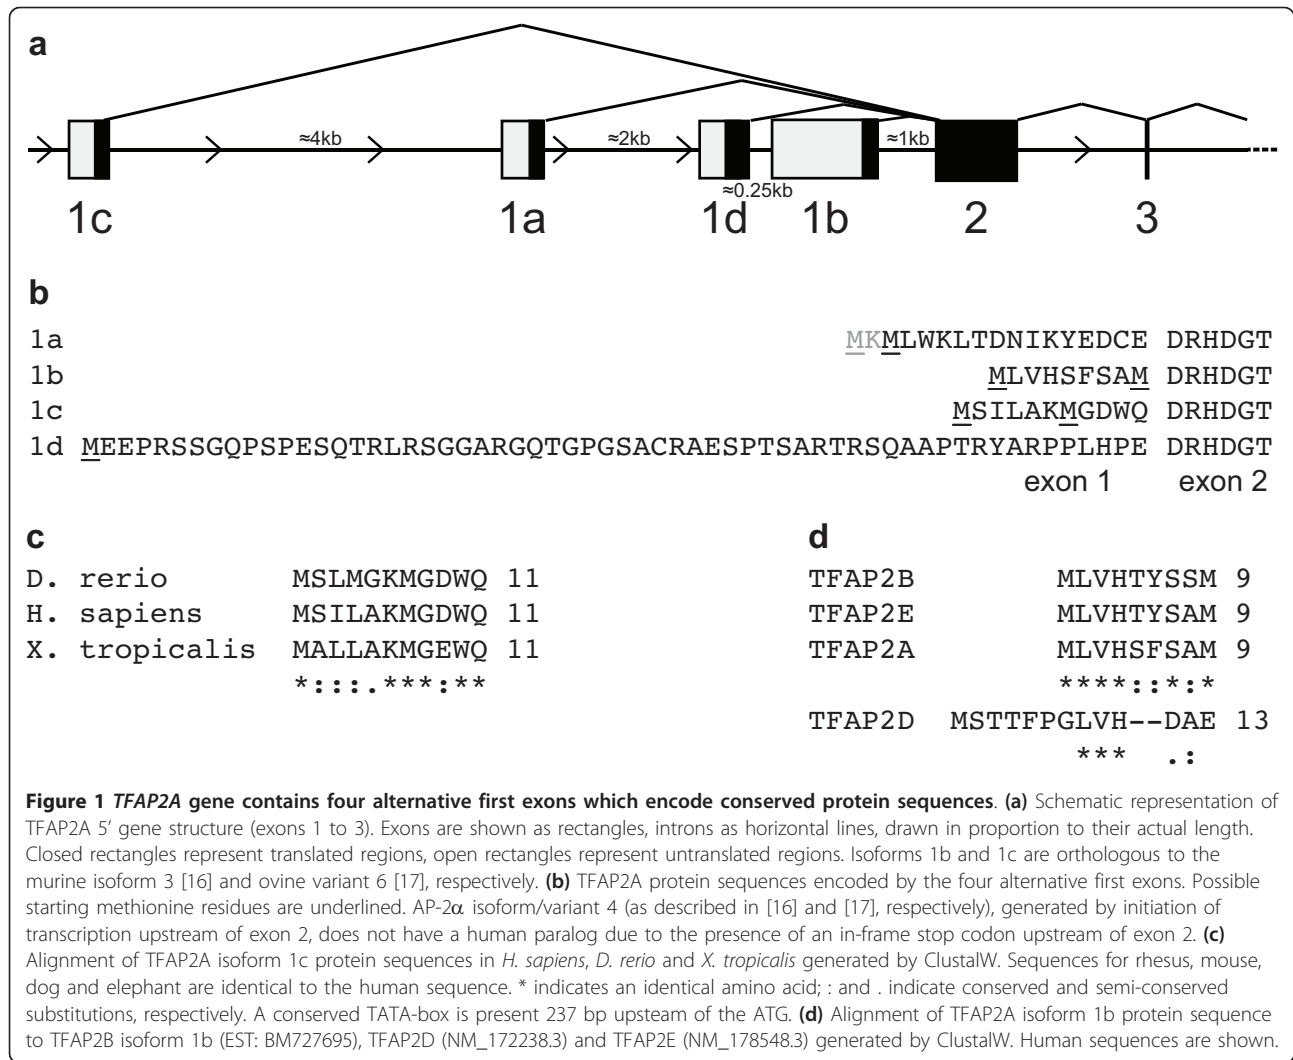 a
≈4kb ≈2kb ≈1kb
≈0.25kb
1c 1a 1d 1b 2 3
b
1a MKMLWKLTDNIKYEDCE DRHDGT
1b MLVHSFSAM DRHDGT
1c MSILAKMGDWQ DRHDGT
1d MEEPRSSGQPSPESQTRLRSGGARGQTGPGSACRAESPTSARTRSQAAPTRYARPPLHPE DRHDGT
exon 1 exon 2
c
D. rerio MSLMGKMGDWQ 11
H. sapiens MSILAKMGDWQ 11
X. tropicalis MALLAKMGEWQ 11
*:::.***:**
d
TFAP2B MLVHTYSSM 9
TFAP2E MLVHTYSAM 9
TFAP2A MLVHSFSAM 9
****::*:*
TFAP2D MSTTFPGLVH--DAE 13
*** .:
Figure 1 TFAP2A gene contains four alternative first exons which encode conserved protein sequences. (a) Schematic representation of
TFAP2A 5’ gene structure (exons 1 to 3). Exons are shown as rectangles, introns as horizontal lines, drawn in proportion to their actual length.
Closed rectangles represent translated regions, open rectangles represent untranslated regions. Isoforms 1b and 1c are orthologous to the
murine isoform 3 [16] and ovine variant 6 [17], respectively. (b) TFAP2A protein sequences encoded by the four alternative first exons. Possible
starting methionine residues are underlined. AP-2α isoform/variant 4 (as described in [16] and [17], respectively), generated by initiation of
transcription upstream of exon 2, does not have a human paralog due to the presence of an in-frame stop codon upstream of exon 2. (c)
Alignment of TFAP2A isoform 1c protein sequences in H. sapiens, D. rerio and X. tropicalis generated by ClustalW. Sequences for rhesus, mouse,
dog and elephant are identical to the human sequence. * indicates an identical amino acid; : and . indicate conserved and semi-conserved
substitutions, respectively. A conserved TATA-box is present 237 bp upsteam of the ATG. (d) Alignment of TFAP2A isoform 1b protein sequence
to TFAP2B isoform 1b (EST: BM727695), TFAP2D (NM_172238.3) and TFAP2E (NM_178548.3) generated by ClustalW. Human sequences are shown.